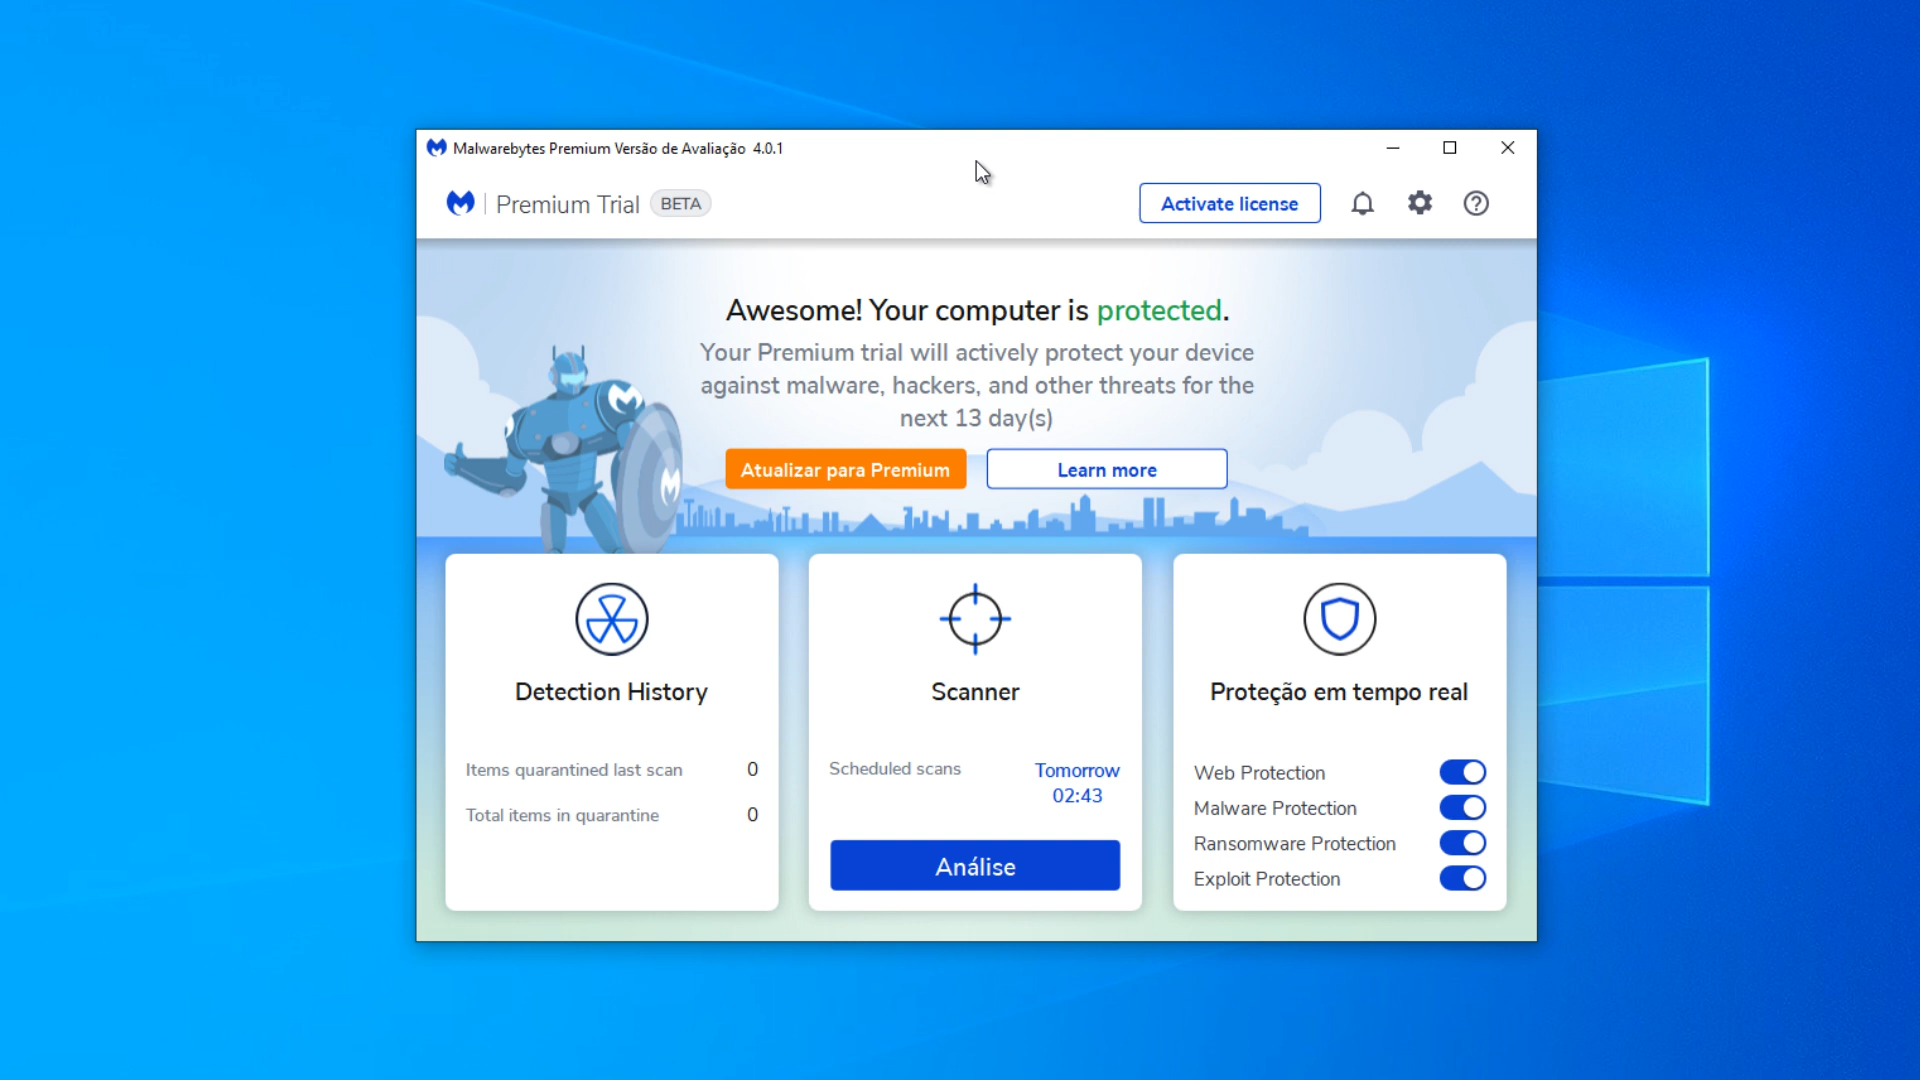 Malwarebytes Premium Versão de Avaliação 4.0.1
Premium Trial BETA
Activate license
Awesome! Your computer is protected.
Your Premium trial will actively protect your device
against malware, hackers, and other threats for the
next 13 day(s)
Atualizar para Premium
Learn more
Detection History
Items quarantined last scan 0
Total items in quarantine 0
Scanner
Scheduled scans Tomorrow
02:43
Análise
Proteção em tempo real
Web Protection
Malware Protection
Ransomware Protection
Exploit Protection